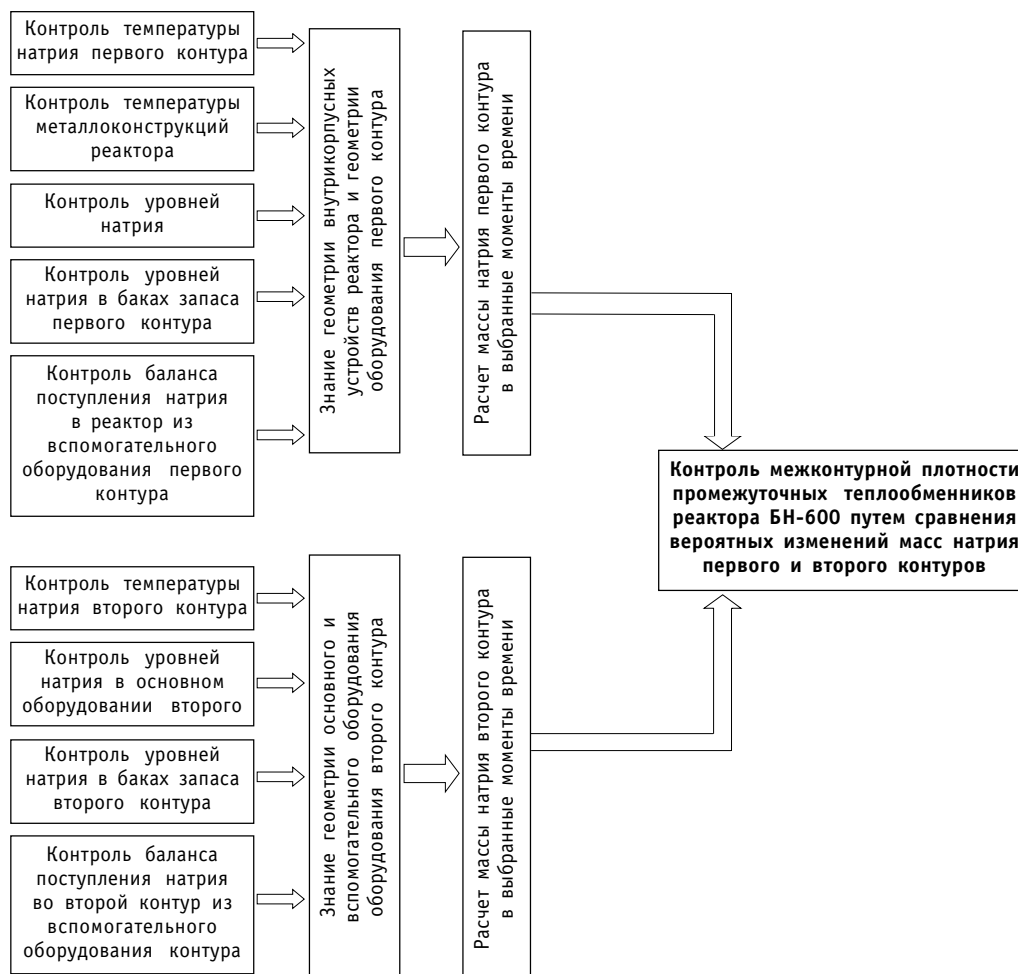 Контроль температуры
натрия первого контура
Контроль температуры
металлоконструкций
реактора
Контроль уровней
натрия
Контроль уровней
натрия в баках запаса
первого контура
Контроль баланса
поступления натрия
в реактор из
вспомогательного
оборудования первого
контура
Знание геометрии внутрикорпусных
устройств реактора и геометрии
оборудования первого контура
Расчет массы натрия первого контура
в выбранные моменты времени
Контроль межконтурной плотности
промежуточных теплообменников
реактора БН-600 путем сравнения
вероятных изменений масс натрия
первого и второго контуров
Контроль температуры
натрия второго контура
Контроль уровней
натрия в основном
оборудовании второго
Контроль уровней
натрия в баках запаса
второго контура
Контроль баланса
поступления натрия
во второй контур из
вспомогательного
оборудования контура
Знание геометрии основного и
вспомогательного оборудования
оборудования второго контура
Расчет массы натрия второго контура
в выбранные моменты времени